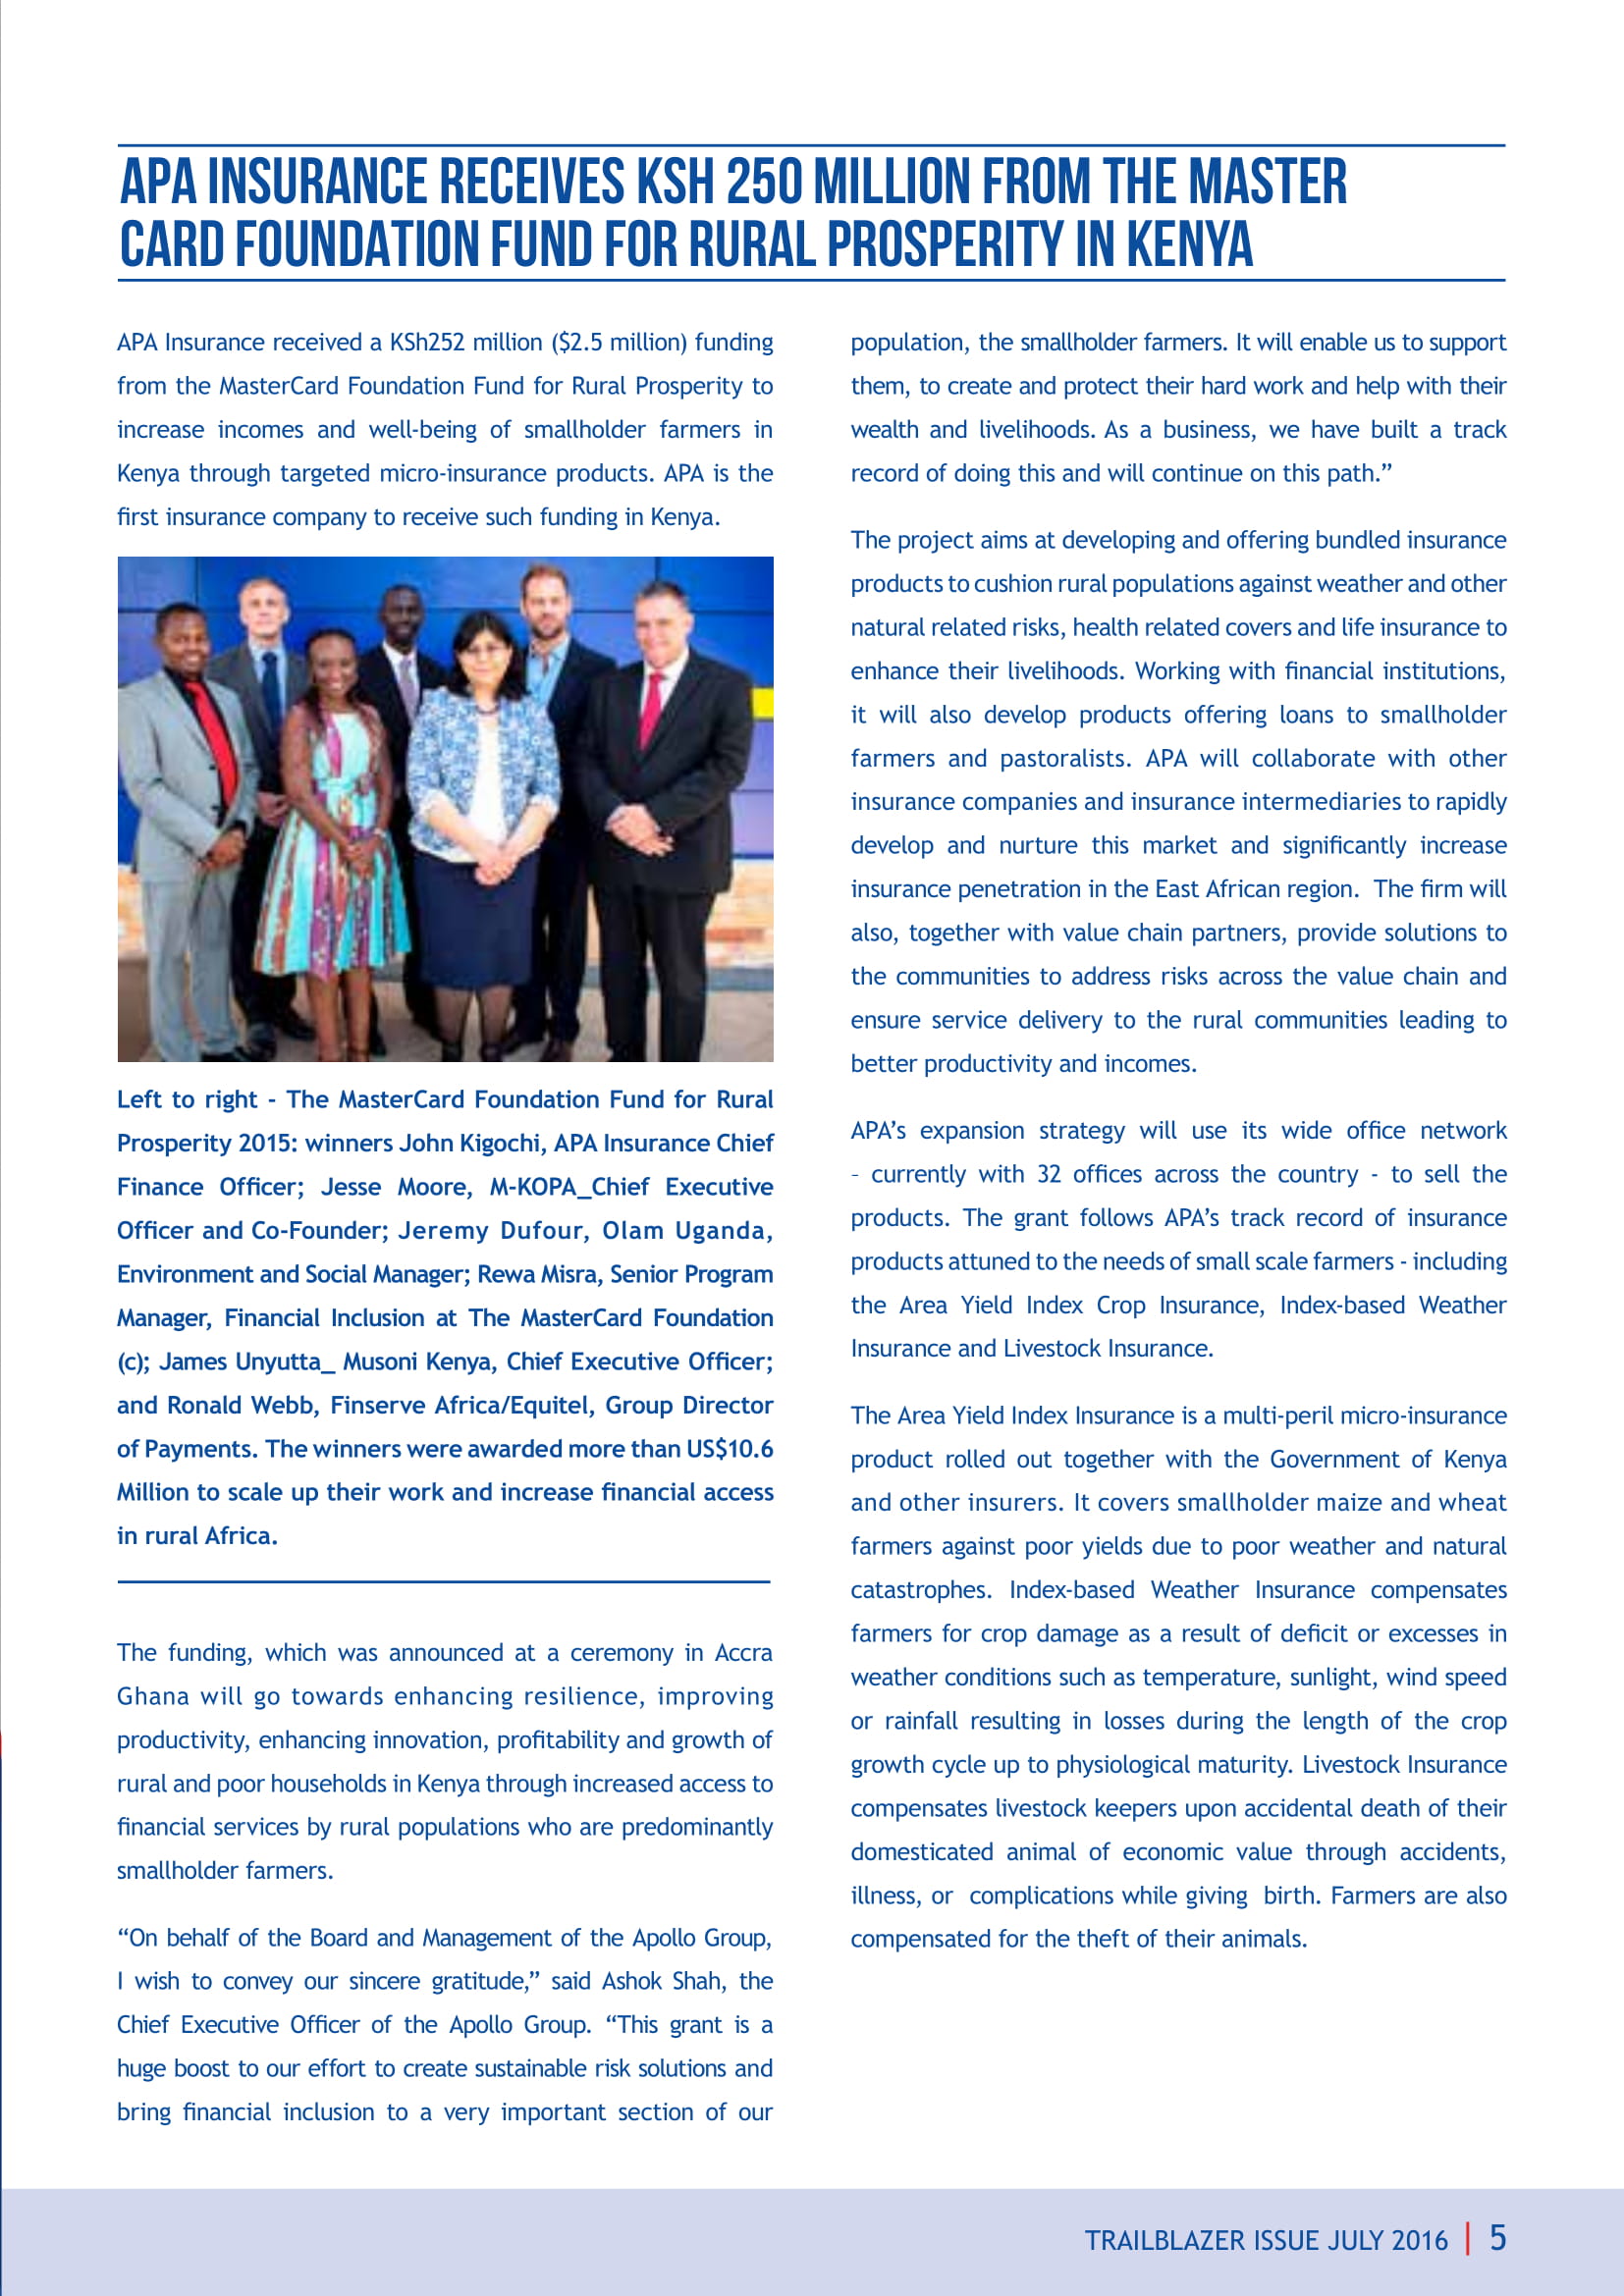 APA INSURANCE RECEIVES KSH 250 MILLION FROM THE MASTER
CARD FOUNDATION FUND FOR RURAL PROSPERITY IN KENYA
APA Insurance received a KSh252 million ($2.5 million) funding
from the MasterCard Foundation Fund for Rural Prosperity to
increase incomes and well-being of smallholder farmers in
Kenya through targeted micro-insurance products. APA is the
first insurance company to receive such funding in Kenya.
Left to right - The MasterCard Foundation Fund for Rural
Prosperity 2015: winners John Kigochi, APA Insurance Chief
Finance Officer; Jesse Moore, M-KOPA_Chief Executive
Officer and Co-Founder; Jeremy Dufour, Olam Uganda,
Environment and Social Manager; Rewa Misra, Senior Program
Manager, Financial Inclusion at The MasterCard Foundation
(c); James Unyutta_ Musoni Kenya, Chief Executive Officer;
and Ronald Webb, Finserve Africa/Equitel, Group Director
of Payments. The winners were awarded more than US$10.6
Million to scale up their work and increase financial access
in rural Africa.
The funding, which was announced at a ceremony in Accra
Ghana will go towards enhancing resilience, improving
productivity, enhancing innovation, profitability and growth of
rural and poor households in Kenya through increased access to
financial services by rural populations who are predominantly
smallholder farmers.
“On behalf of the Board and Management of the Apollo Group,
I wish to convey our sincere gratitude,” said Ashok Shah, the
Chief Executive Officer of the Apollo Group. “This grant is a
huge boost to our effort to create sustainable risk solutions and
bring financial inclusion to a very important section of our
population, the smallholder farmers. It will enable us to support
them, to create and protect their hard work and help with their
wealth and livelihoods. As a business, we have built a track
record of doing this and will continue on this path.”
The project aims at developing and offering bundled insurance
products to cushion rural populations against weather and other
natural related risks, health related covers and life insurance to
enhance their livelihoods. Working with financial institutions,
it will also develop products offering loans to smallholder
farmers and pastoralists. APA will collaborate with other
insurance companies and insurance intermediaries to rapidly
develop and nurture this market and significantly increase
insurance penetration in the East African region. The firm will
also, together with value chain partners, provide solutions to
the communities to address risks across the value chain and
ensure service delivery to the rural communities leading to
better productivity and incomes.
APA’s expansion strategy will use its wide office network
– currently with 32 offices across the country - to sell the
products. The grant follows APA’s track record of insurance
products attuned to the needs of small scale farmers - including
the Area Yield Index Crop Insurance, Index-based Weather
Insurance and Livestock Insurance.
The Area Yield Index Insurance is a multi-peril micro-insurance
product rolled out together with the Government of Kenya
and other insurers. It covers smallholder maize and wheat
farmers against poor yields due to poor weather and natural
catastrophes. Index-based Weather Insurance compensates
farmers for crop damage as a result of deficit or excesses in
weather conditions such as temperature, sunlight, wind speed
or rainfall resulting in losses during the length of the crop
growth cycle up to physiological maturity. Livestock Insurance
compensates livestock keepers upon accidental death of their
domesticated animal of economic value through accidents,
illness, or complications while giving birth. Farmers are also
compensated for the theft of their animals.
TRAILBLAZER ISSUE JULY 2016 | 5